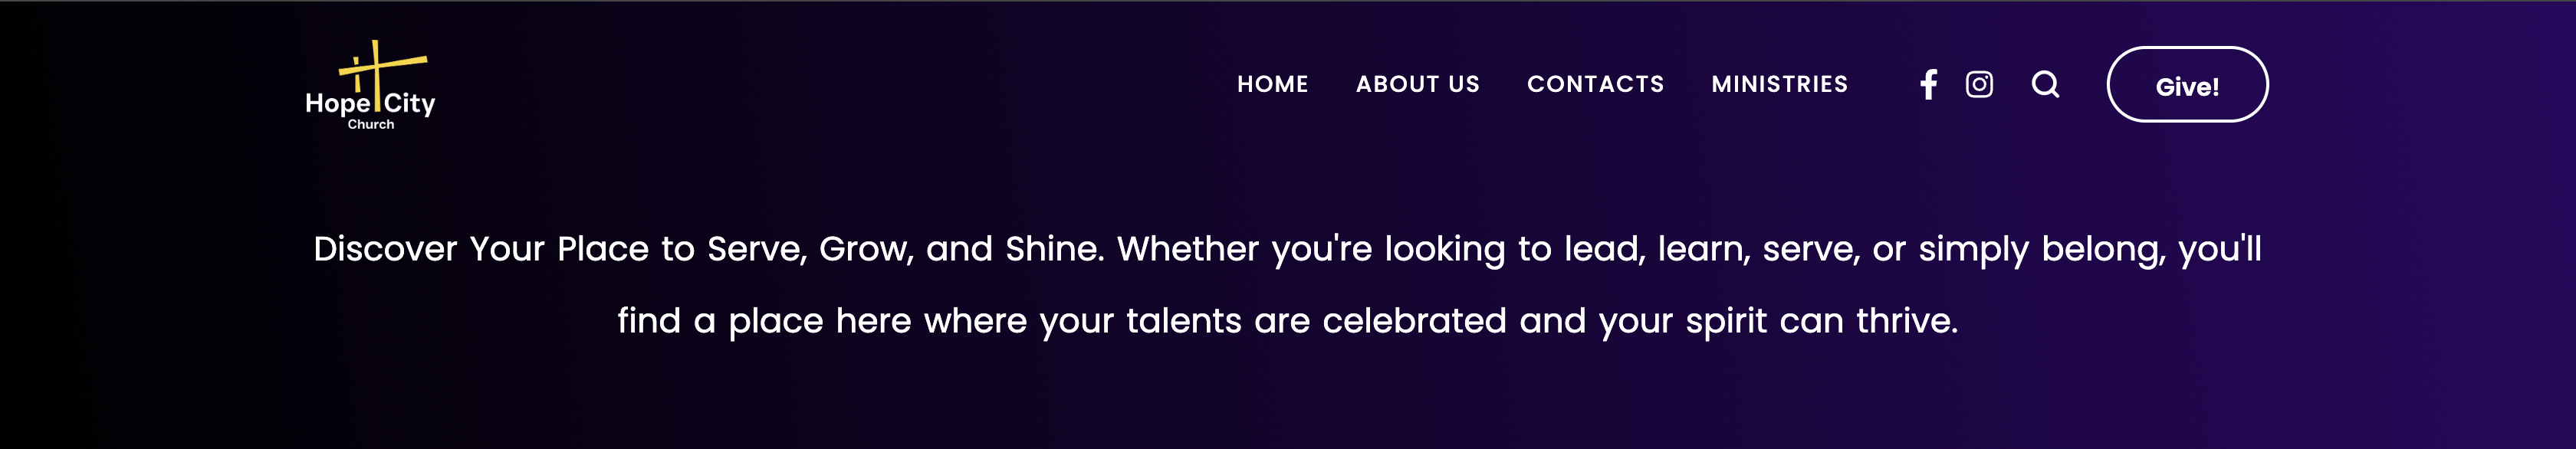 Hope City
Church
HOME ABOUT US CONTACTS MINISTRIES Give!
Discover Your Place to Serve, Grow, and Shine. Whether you're looking to lead, learn, serve, or simply belong, you'll
find a place here where your talents are celebrated and your spirit can thrive.